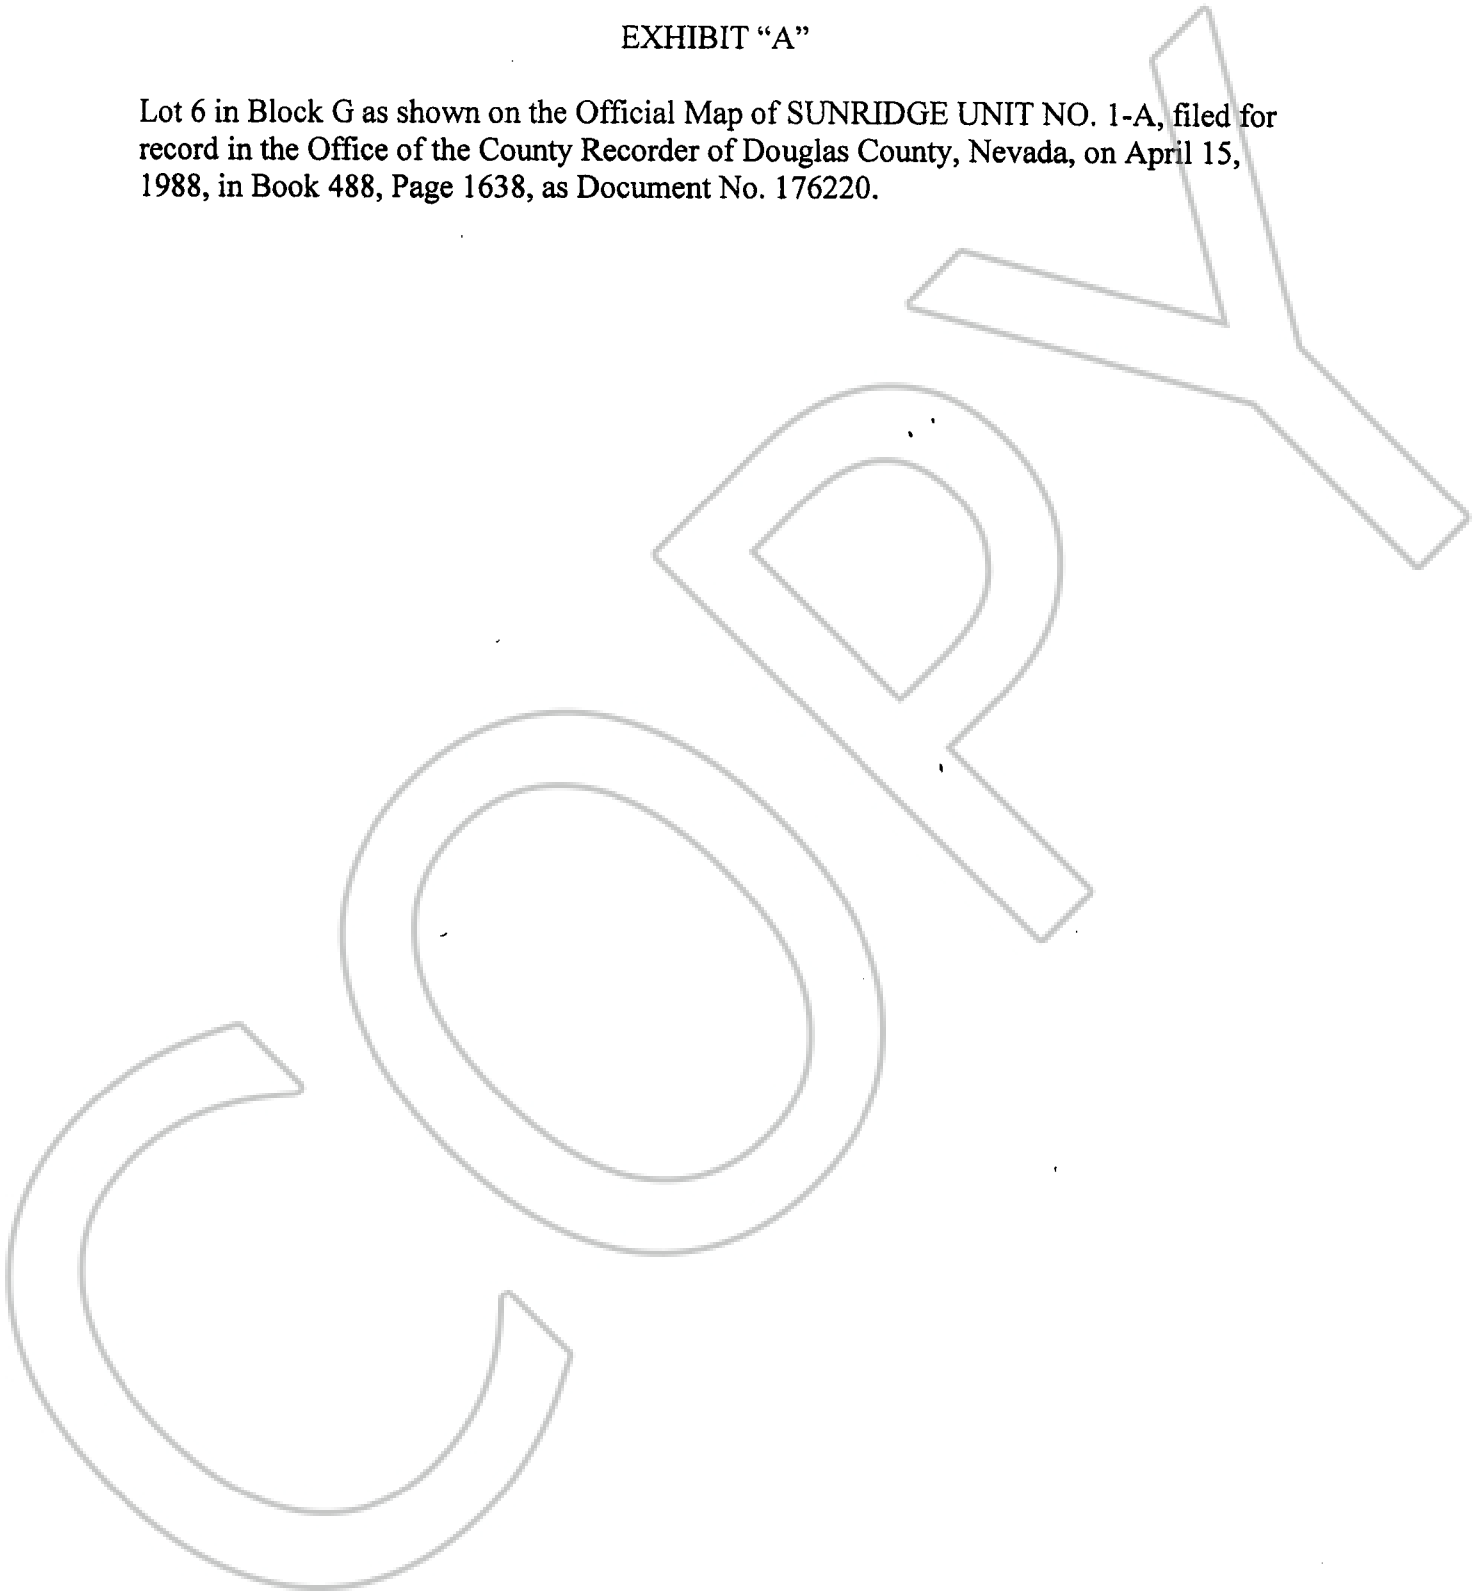 EXHIBIT “A”
Lot 6 in Block G as shown on the Official Map of SUNRIDGE UNIT NO. 1-A, filed for
record in the Office of the County Recorder of Douglas County, Nevada, on April 15,
1988, in Book 488, Page 1638, as Document No. 176220.
COPY